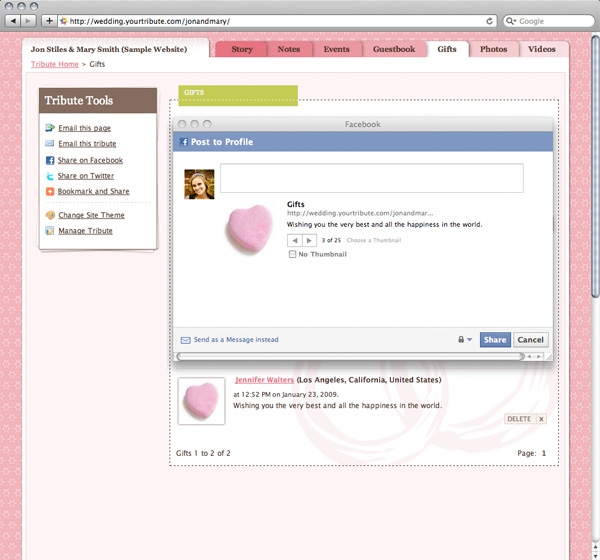 http://wedding.yourtribute.com/jonandmary/
Google
Jon Stiles & Mary Smith (Sample Website)
Story
Notes
Events
Guestbook
Gifts
Photos
Videos
Tribute Home > Gifts
Tribute Tools
Email this page
Email this tribute
Share on Facebook
Share on Twitter
Bookmark and Share
Change Site Theme
Manage Tribute
GIFTS
Facebook
Post to Profile
Gifts
http://wedding.yourtribute.com/jonandmar...
Wishing you the very best and all the happiness in the world.
3 of 25 Choose a Thumbnail
No Thumbnail
Send as a Message instead
Share
Cancel
Jennifer Walters (Los Angeles, California, United States)
at 12:52 PM on January 23, 2009.
Wishing you the very best and all the happiness in the world.
DELETE x
Gifts 1 to 2 of 2
Page: 1